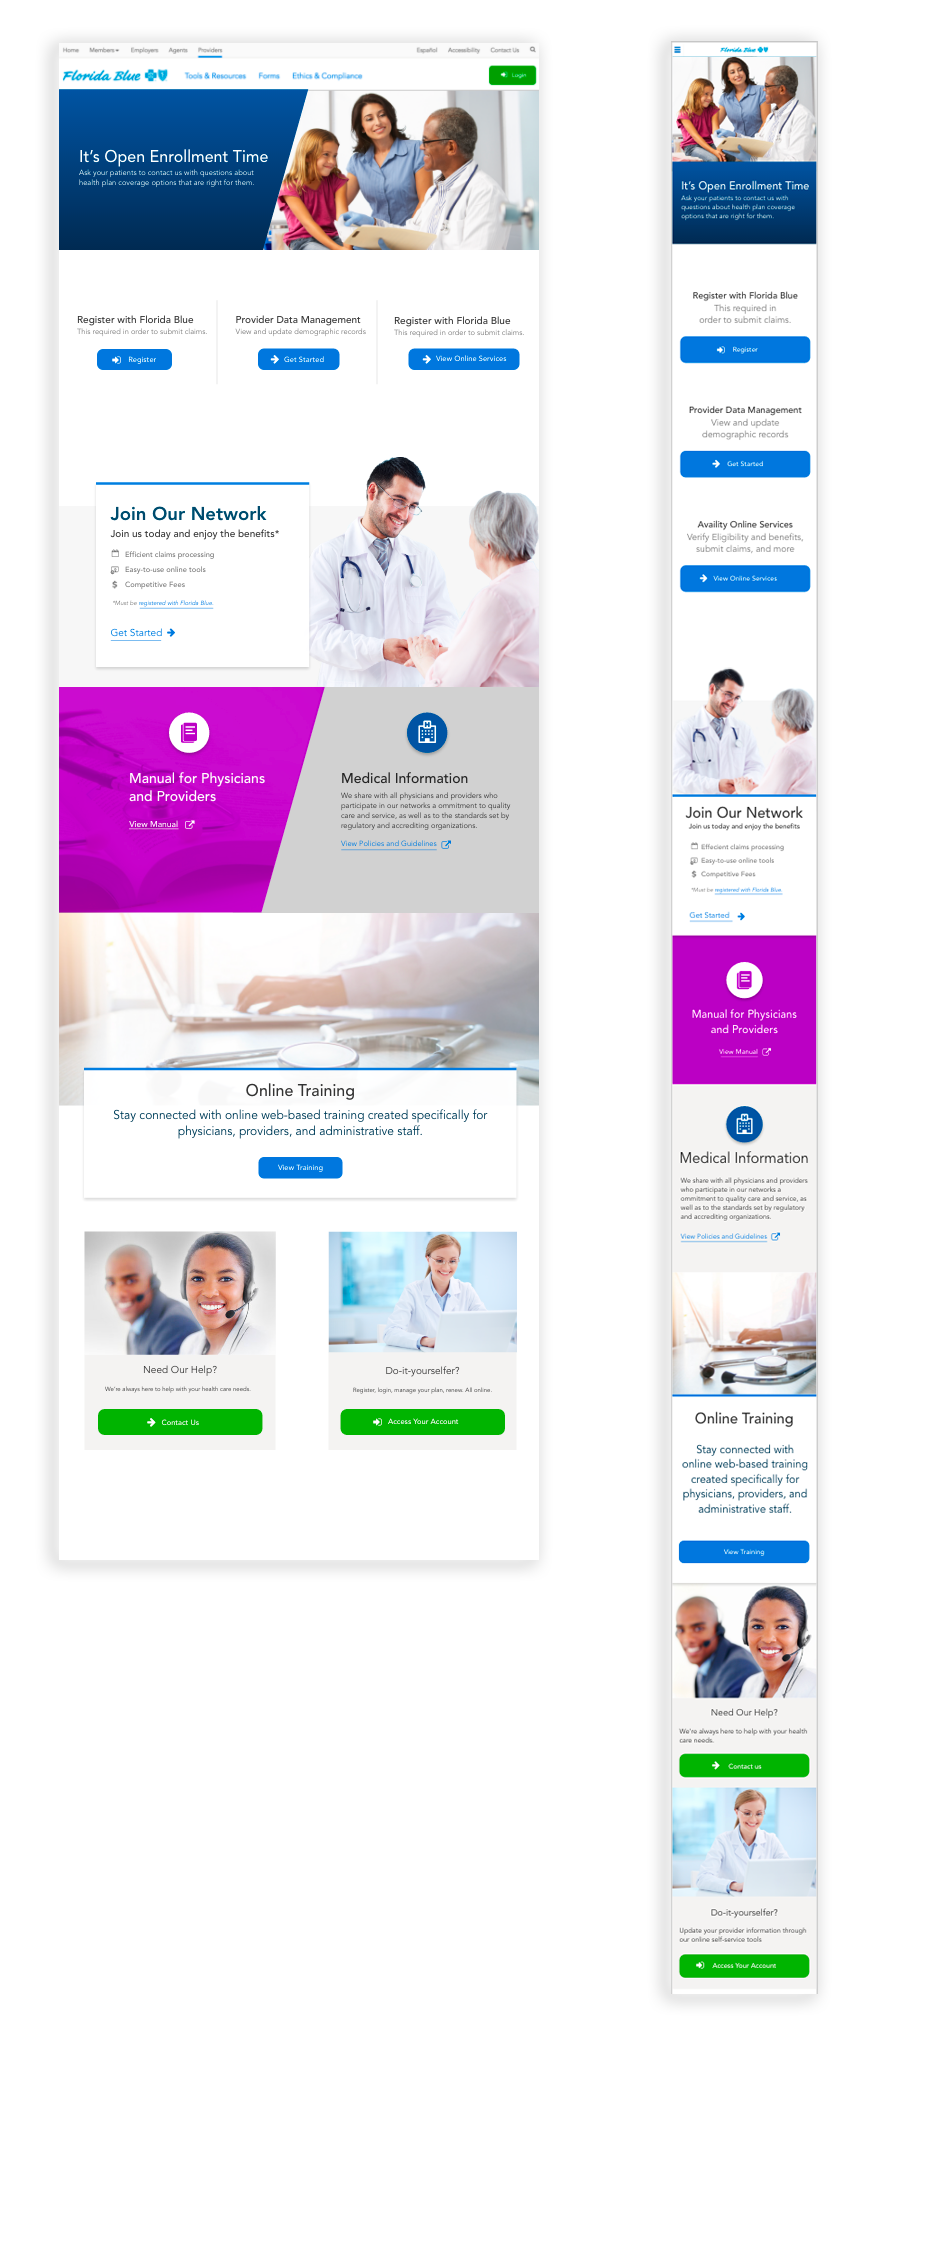 Home Members Employers Agents Providers Español Accessibility Contact Us
Florida Blue Tools & Resources Forms Ethics & Compliance Login
It's Open Enrollment Time
Ask your patients to contact us with questions about
health plan coverage options that are right for them.
Register with Florida Blue
This required in order to submit claims.
Register
Provider Data Management
View and update demographic records
Get Started
Register with Florida Blue
This required in order to submit claims.
View Online Services
Join Our Network
Join us today and enjoy the benefits*
Efficient claims processing
Easy-to-use online tools
$ Competitive Fees
*Must be registered with Florida Blue.
Get Started
Manual for Physicians
and Providers
View Manual
Medical Information
We share with all physicians and providers who
participate in our networks a commitment to quality
care and service, as well as to the standards set by
regulatory and accrediting organizations.
View Policies and Guidelines
Online Training
Stay connected with online web-based training created specifically for
physicians, providers, and administrative staff.
View Training
Need Our Help?
We're always here to help with your health care needs.
Contact Us
Do-it-yourselfer?
Register, login, manage your plan, renew. All online.
Access Your Account
Florida Blue
It's Open Enrollment Time
Ask your patients to contact us with
questions about health plan coverage
options that are right for them.
Register with Florida Blue
This required in
order to submit claims.
Register
Provider Data Management
View and update
demographic records
Get Started
Availity Online Services
Verify Eligibility and benefits,
submit claims, and more
View Online Services
Join Our Network
Join us today and enjoy the benefits
Effecient claims processing
Easy-to-use online tools
$ Competitive Fees
*Must be registered with Florida Blue.
Get Started
Manual for Physicians
and Providers
View Manual
Medical Information
We share with all physicians and providers
who participate in our networks a
ommitment to quality care and service, as
well as to the standards set by regulatory
and accrediting organizations.
View Policies and Guidelines
Online Training
Stay connected with
online web-based training
created specifically for
physicians, providers, and
administrative staff.
View Training
Need Our Help?
We're always here to help with your health
care needs.
Contact us
Do-it-yourselfer?
Update your provider information through
our online self-service tools
Access Your Account